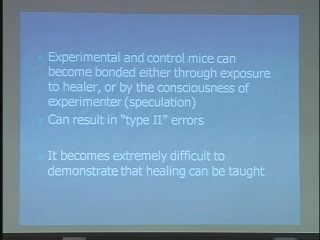 Experimental and control mice can
become bonded either through exposure
to healer, or by the consciousness of
experimenter (speculation)
Can result in "type II" errors
It becomes extremely difficult to
demonstrate that healing can be taught